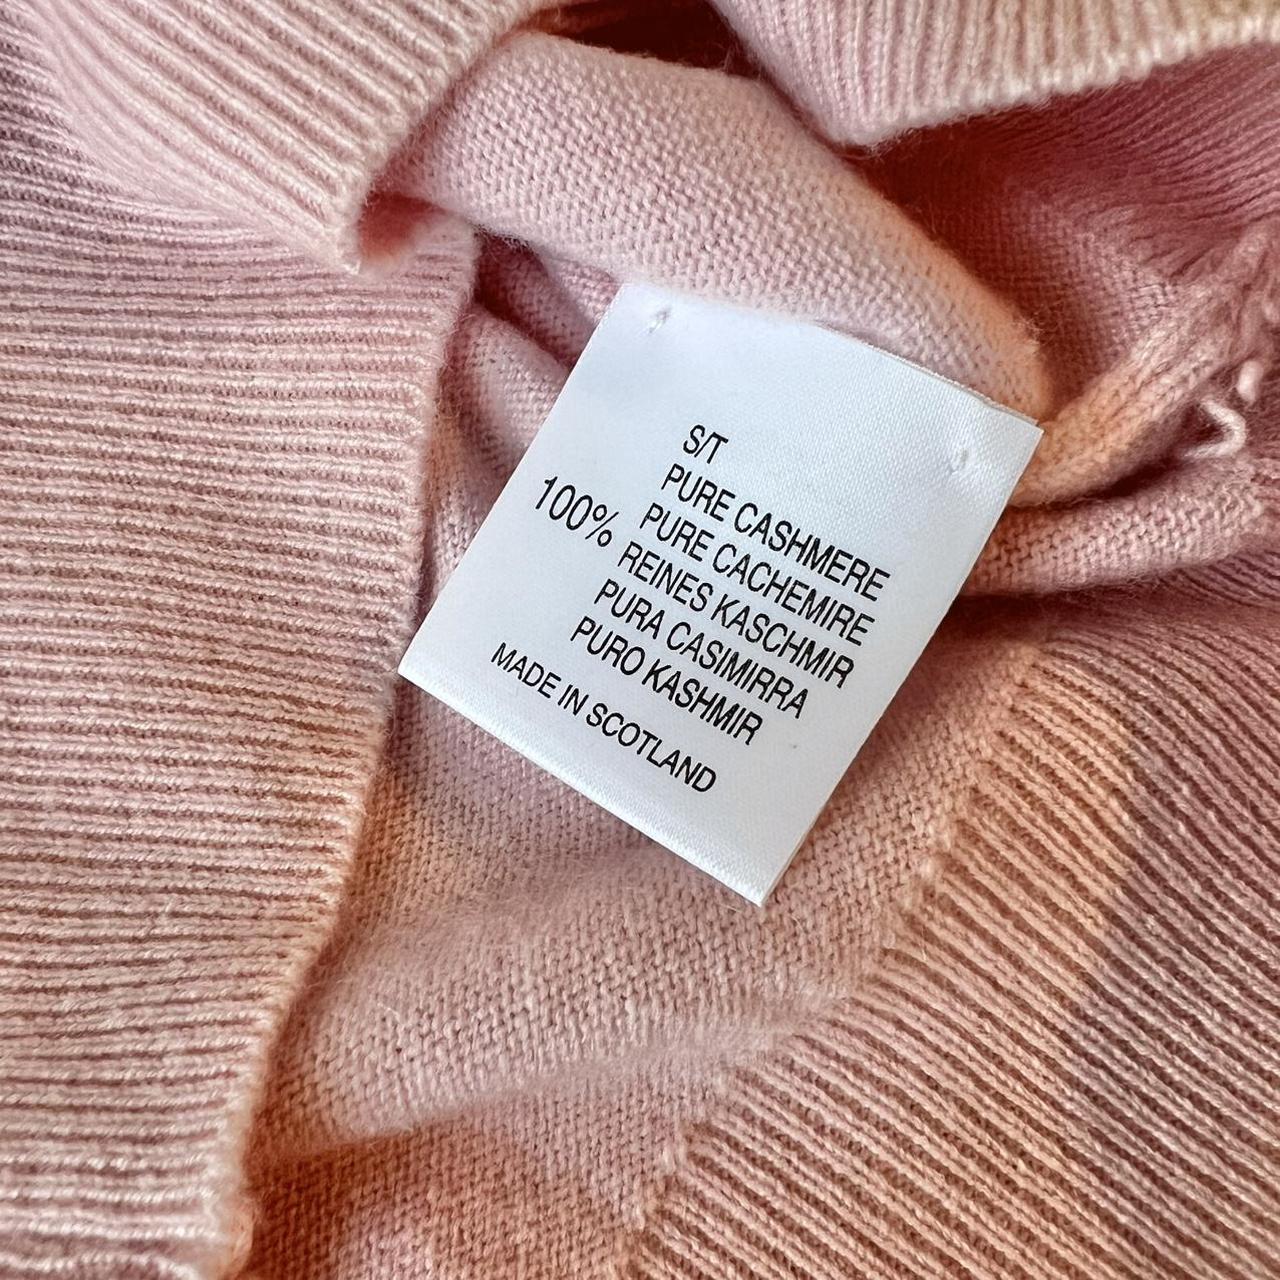 S/T
PURE CASHMERE
PURE CACHEMIRE
100% REINES KASCHMIR
PURA CASIMIRRA
PURO KASHMIR
MADE IN SCOTLAND